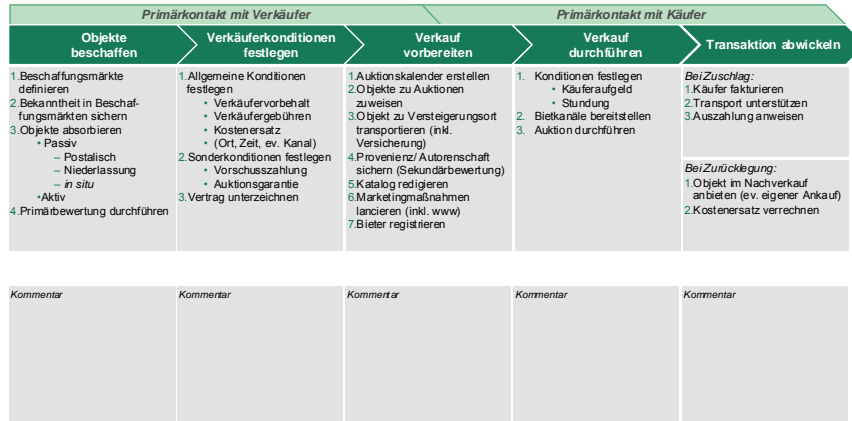 Primärkontakt mit Verkäufer
Primärkontakt mit Käufer
Objekte
beschaffen
Verkäuferkonditionen
festlegen
Verkauf
vorbereiten
Verkauf
durchführen
Transaktion abwickeln
1.Beschaffungsmärkte
definieren
2.Bekanntheit in Beschaf-
fungsmärkten sichern
3.Objekte absorbieren
• Passiv
– Postalisch
– Niederlassung
– in situ
•Aktiv
4.Primärbewertung durchführen
1.Allgemeine Konditionen
festlegen
• Verkäufervorbehalt
• Verkäufergebühren
• Kostenersatz
• (Ort, Zeit, ev. Kanal)
2.Sonderkonditionen festlegen
• Vorschusszahlung
• Auktionsgarantie
3.Vertrag unterzeichnen
1.Auktionskalender erstellen
2.Objekte zu Auktionen
zuweisen
3.Objekt zu Versteigerungsort
transportieren (inkl.
Versicherung)
4.Provenienz/ Autorenschaft
sichern (Sekundärbewertung)
5.Katalog redigieren
6.Marketingmaßnahmen
lancieren (inkl. www)
7.Bieter registrieren
1. Konditionen festlegen
• Käuferaufgeld
• Stundung
2. Bietkanäle bereitstellen
3. Auktion durchführen
Bei Zuschlag:
1.Käufer fakturieren
2.Transport unterstützen
3.Auszahlung anweisen
Bei Zurücklegung:
1.Objekt im Nachverkauf
anbieten (ev. eigener Ankauf)
2.Kostenersatz verrechnen
Kommentar
Kommentar
Kommentar
Kommentar
Kommentar